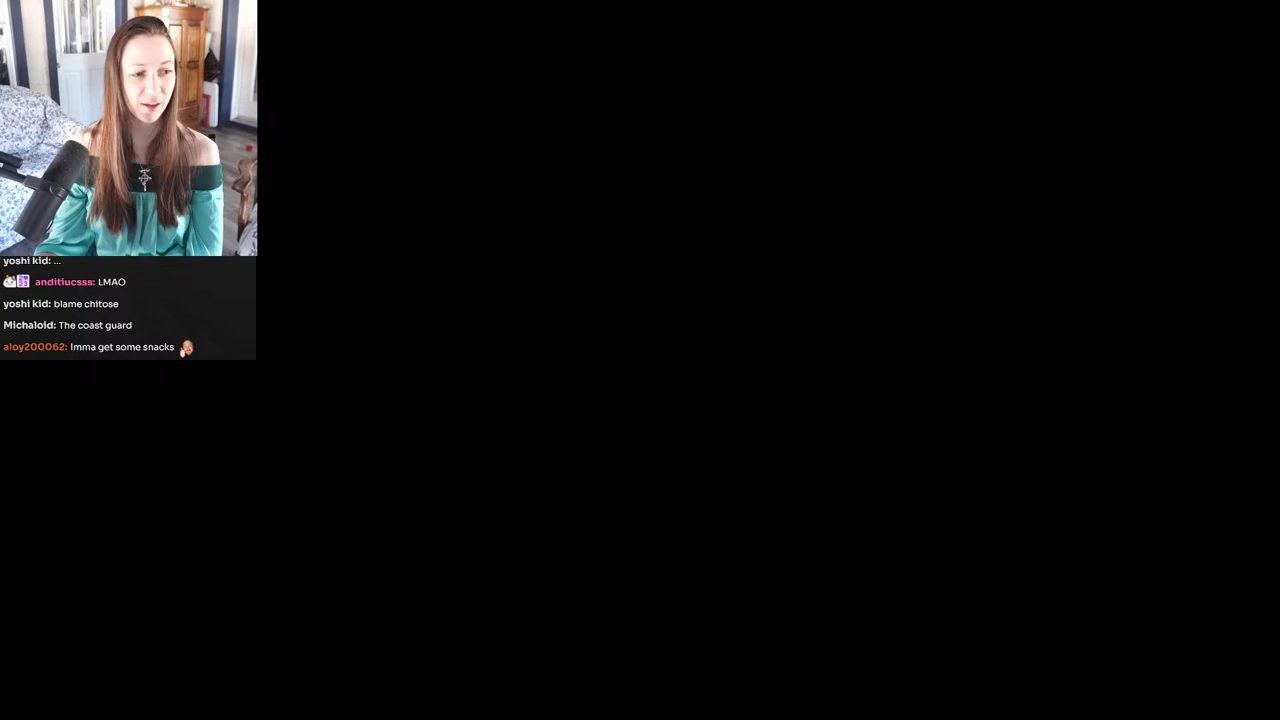 yoshi kid: ...
anditiucsss: LMAO
yoshi kid: blame chitose
Michaloid: The coast guard
aloy200062: Imma get some snacks